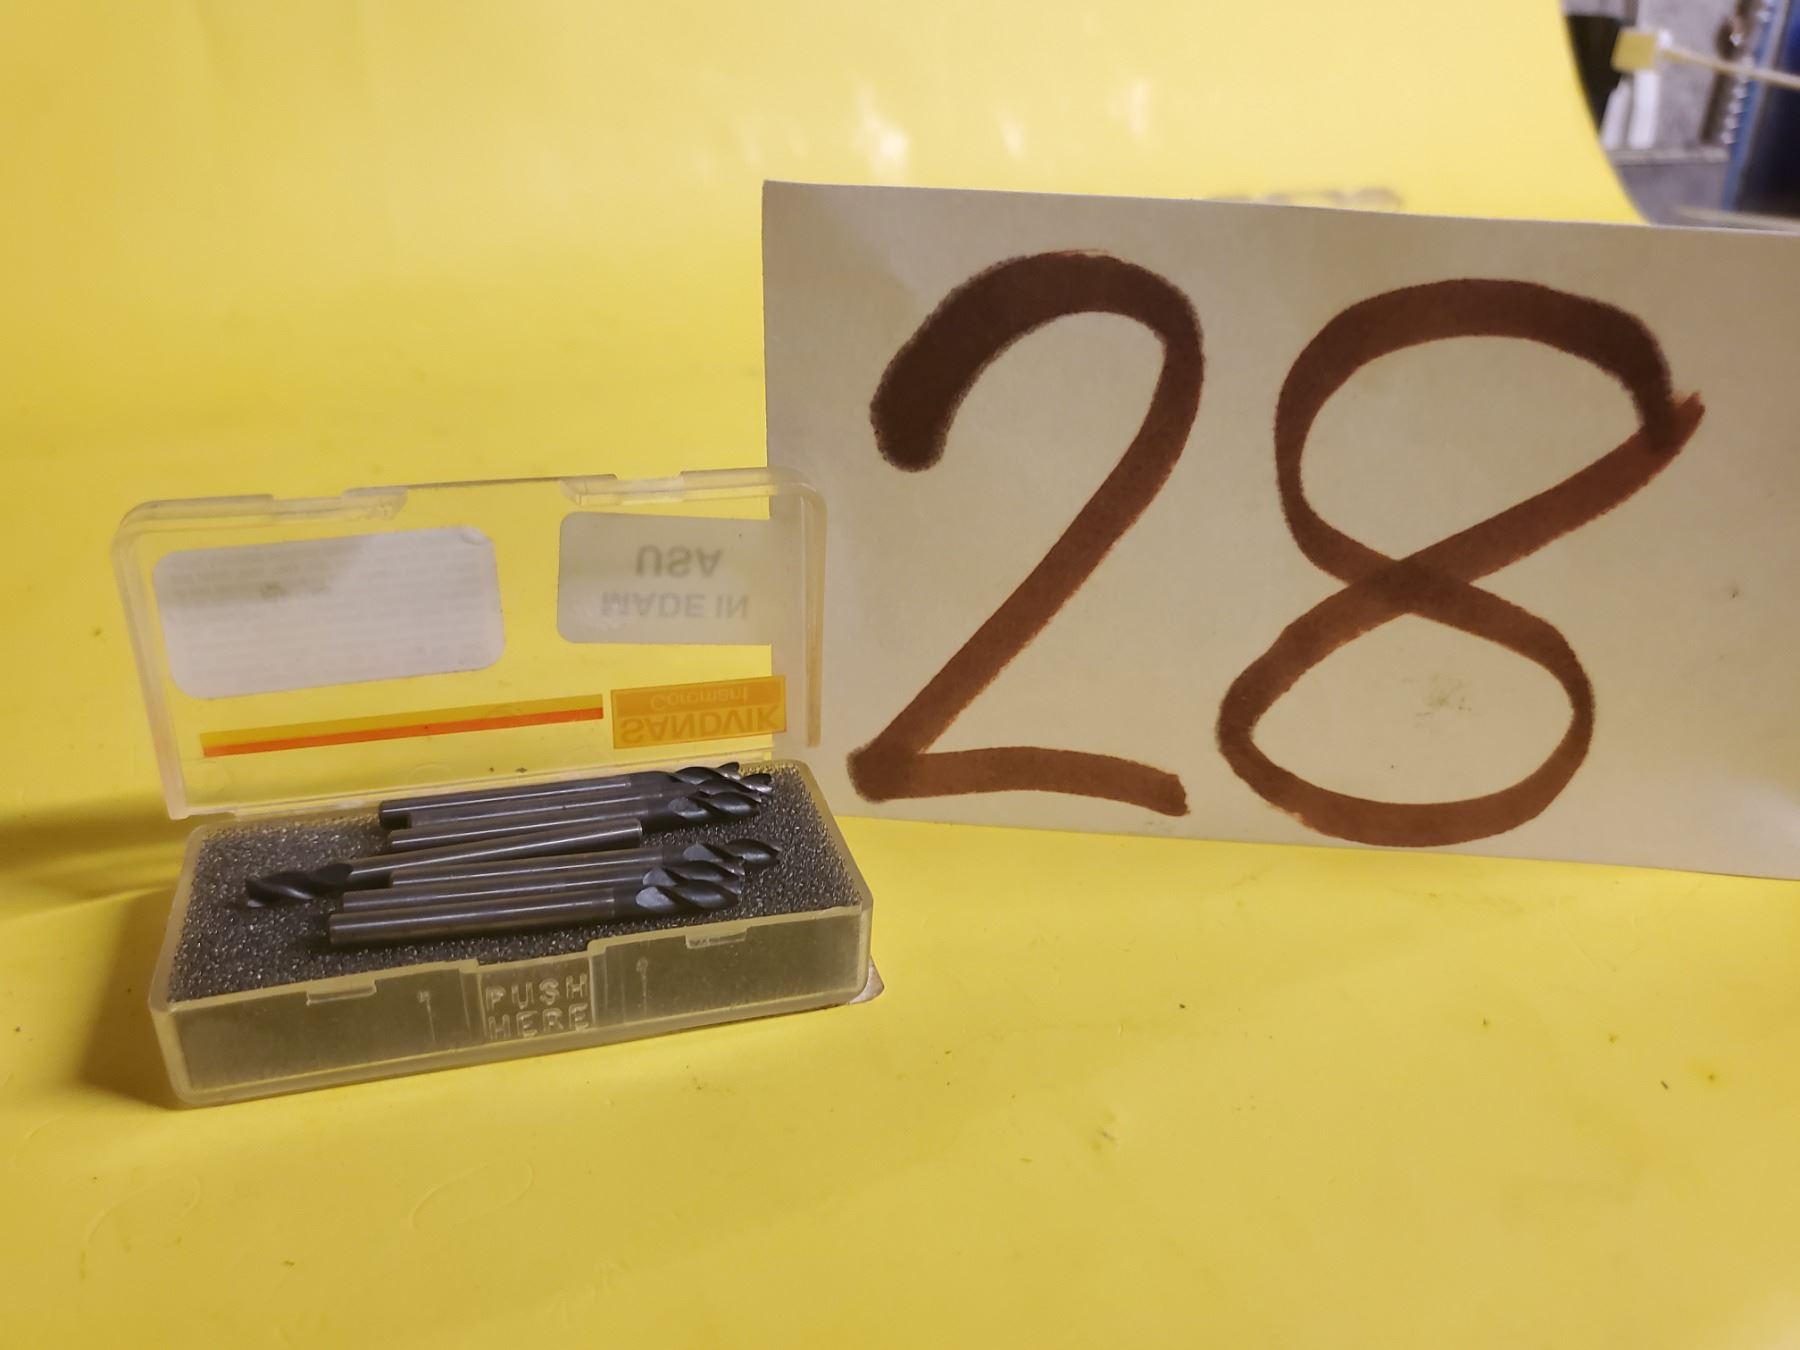 28
USA
MADE IN
Coromant
SANDVIK
PUSH
HERE